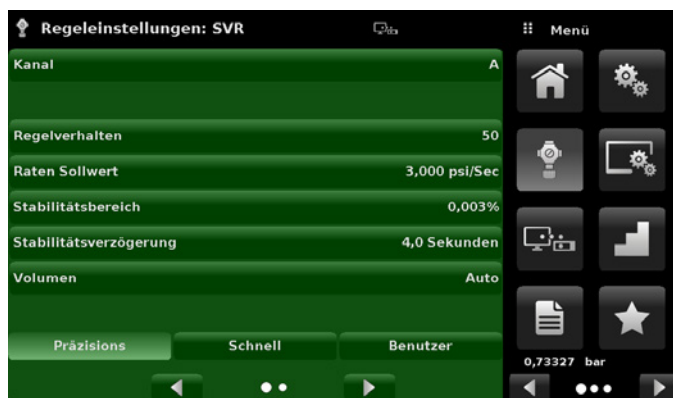 Regeleinstellungen: SVR
Menü
Kanal A
Regelverhalten 50
Raten Sollwert 3,000 psi/Sec
Stabilitätsbereich 0,003%
Stabilitätsverzögerung 4,0 Sekunden
Volumen Auto
Präzisions Schnell Benutzer
0,73327 bar